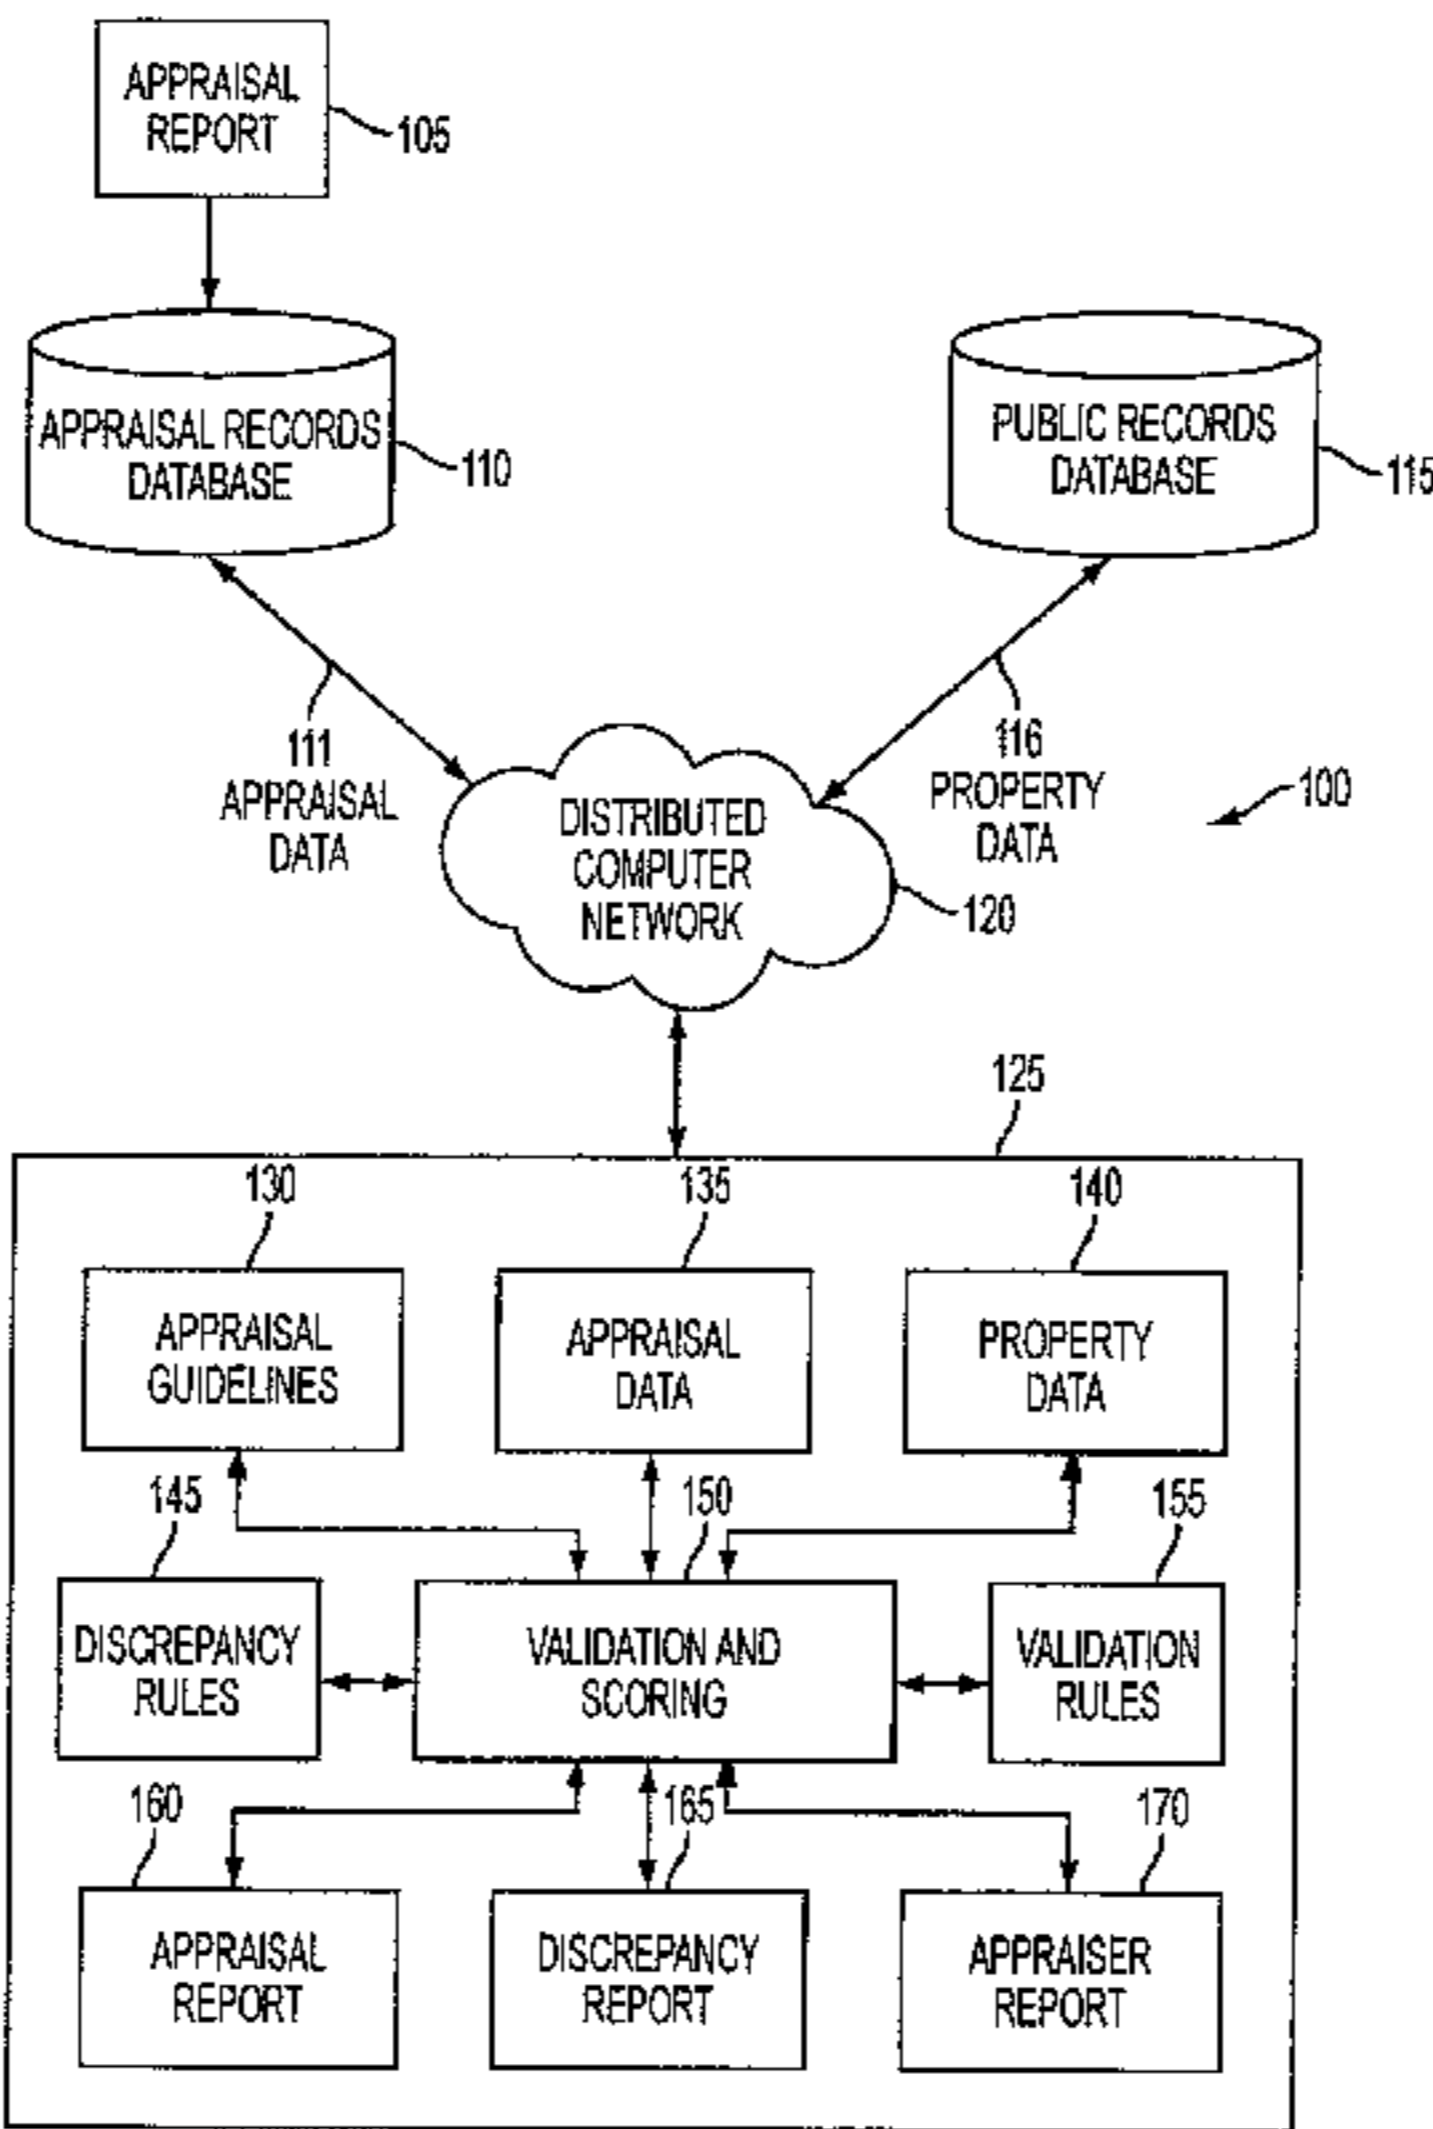 APPRAISAL
REPORT
105
APPRAISAL RECORDS
DATABASE
110
PUBLIC RECORDS
DATABASE
115
111
APPRAISAL
DATA
116
PROPERTY
DATA
100
DISTRIBUTED
COMPUTER
NETWORK
120
125
130
135
140
APPRAISAL
GUIDELINES
APPRAISAL
DATA
PROPERTY
DATA
145
150
155
DISCREPANCY
RULES
VALIDATION AND
SCORING
VALIDATION
RULES
160
165
170
APPRAISAL
REPORT
DISCREPANCY
REPORT
APPRAISER
REPORT